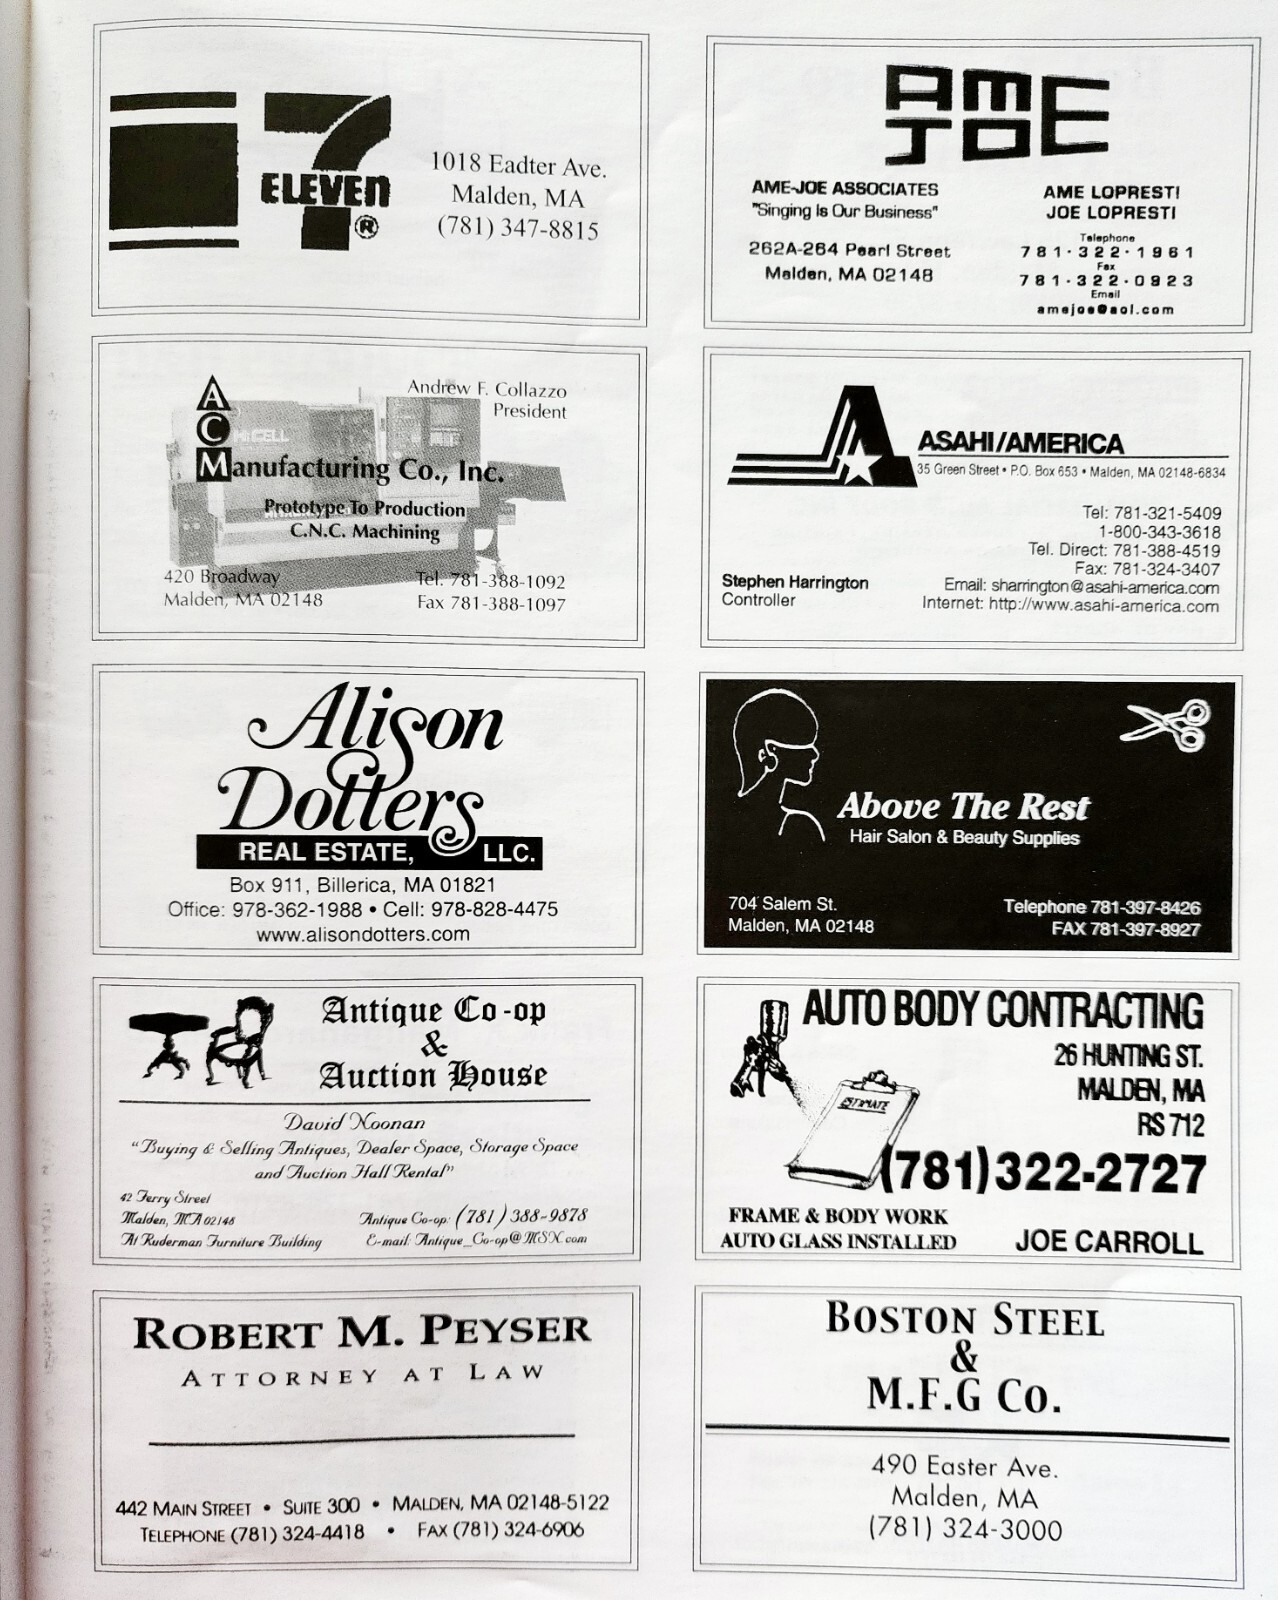 7
ELEVEN
®
1018 Eadter Ave.
Malden, MA
(781) 347-8815
AME
JOE
AME-JOE ASSOCIATES
"Singing Is Our Business"
262A-264 Pearl Street
Malden, MA 02148
AME LOPRESTI
JOE LOPRESTI
Telephone
781·322·1961
Fax
781·322·0923
Email
amejoe@aol.com
Andrew F. Collazzo
President
A
C
Manufacturing Co., Inc.
Prototype To Production
C.N.C. Machining
420 Broadway
Malden, MA 02148
Tel. 781-388-1092
Fax 781-388-1097
ASAHI/AMERICA
35 Green Street • P.O. Box 653 • Malden, MA 02148-6834
Tel: 781-321-5409
1-800-343-3618
Tel. Direct: 781-388-4519
Fax: 781-324-3407
Email: sharrington@asahi-america.com
Internet: http://www.asahi-america.com
Stephen Harrington
Controller
Alison
Dotters
REAL ESTATE, LLC.
Box 911, Billerica, MA 01821
Office: 978-362-1988 • Cell: 978-828-4475
www.alisondotters.com
Above The Rest
Hair Salon & Beauty Supplies
704 Salem St.
Malden, MA 02148
Telephone 781-397-8426
FAX 781-397-8927
Antique Co-op
&
Auction House
David Noonan
"Buying & Selling Antiques, Dealer Space, Storage Space
and Auction Hall Rental"
42 Ferry Street
Malden, MA 02148
At Ruderman Furniture Building
Antique Co-op: (781) 388-9878
E-mail: Antique_Co-op@MSN.com
AUTO BODY CONTRACTING
26 HUNTING ST.
MALDEN, MA
RS 712
ESTIMATE
(781) 322-2727
FRAME & BODY WORK
AUTO GLASS INSTALLED
JOE CARROLL
ROBERT M. PEYSER
ATTORNEY AT LAW
442 MAIN STREET • SUITE 300 • MALDEN, MA 02148-5122
TELEPHONE (781) 324-4418 • FAX (781) 324-6906
BOSTON STEEL
&
M.F.G CO.
490 Easter Ave.
Malden, MA
(781) 324-3000